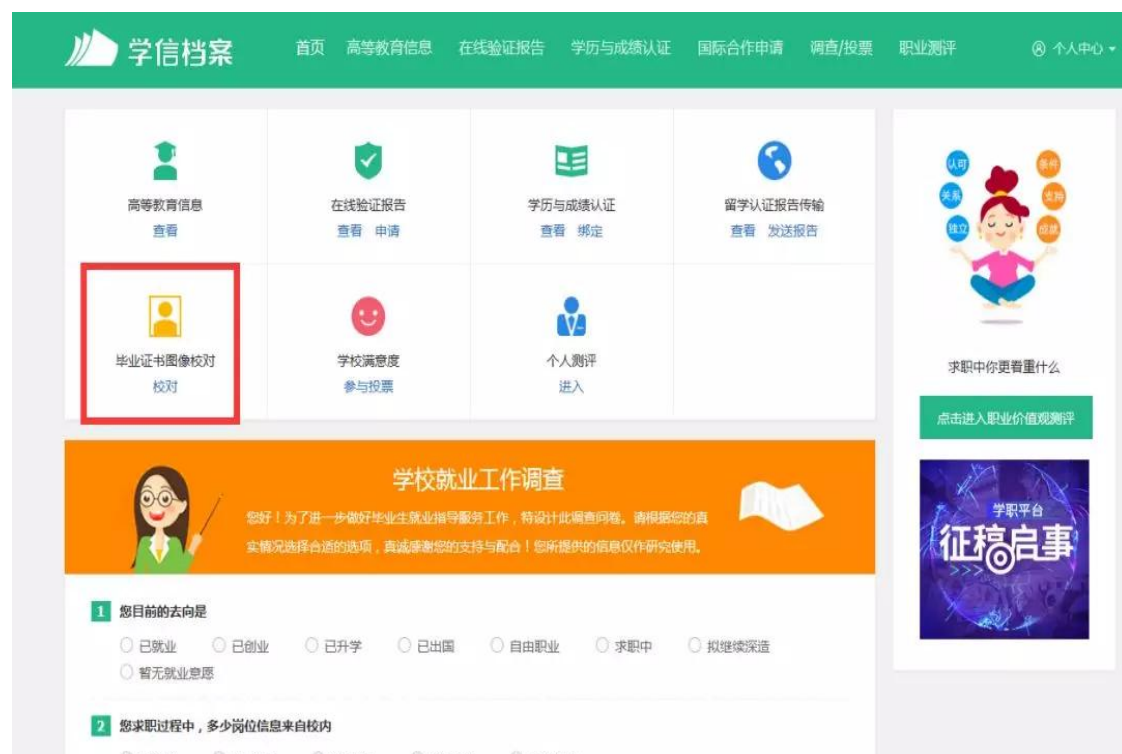 学信档案
首页 高等教育信息 在线验证报告 学历与成绩认证 国际合作申请 调查/投票 职业测评 个人中心
高等教育信息
查看
在线验证报告
查看 申请
学历与成绩认证
查看 绑定
留学认证报告传输
查看 发送报告
毕业证书图像校对
校对
学校满意度
参与投票
个人测评
进入
认可
关系
独立
条件
支持
成就
求职中你更看重什么
点击进入职业价值观测评
学职平台
征稿启事
学校就业工作调查
您好！为了进一步做好毕业生就业指导服务工作，特设计此调查问卷。请根据您的真
实情况选择合适的选项，真诚感谢您的支持与配合！您所提供的信息仅作研究使用。
1 您目前的去向是
已就业 已创业 已升学 已出国 自由职业 求职中 拟继续深造
暂无就业意愿
2 您求职过程中，多少岗位信息来自校内